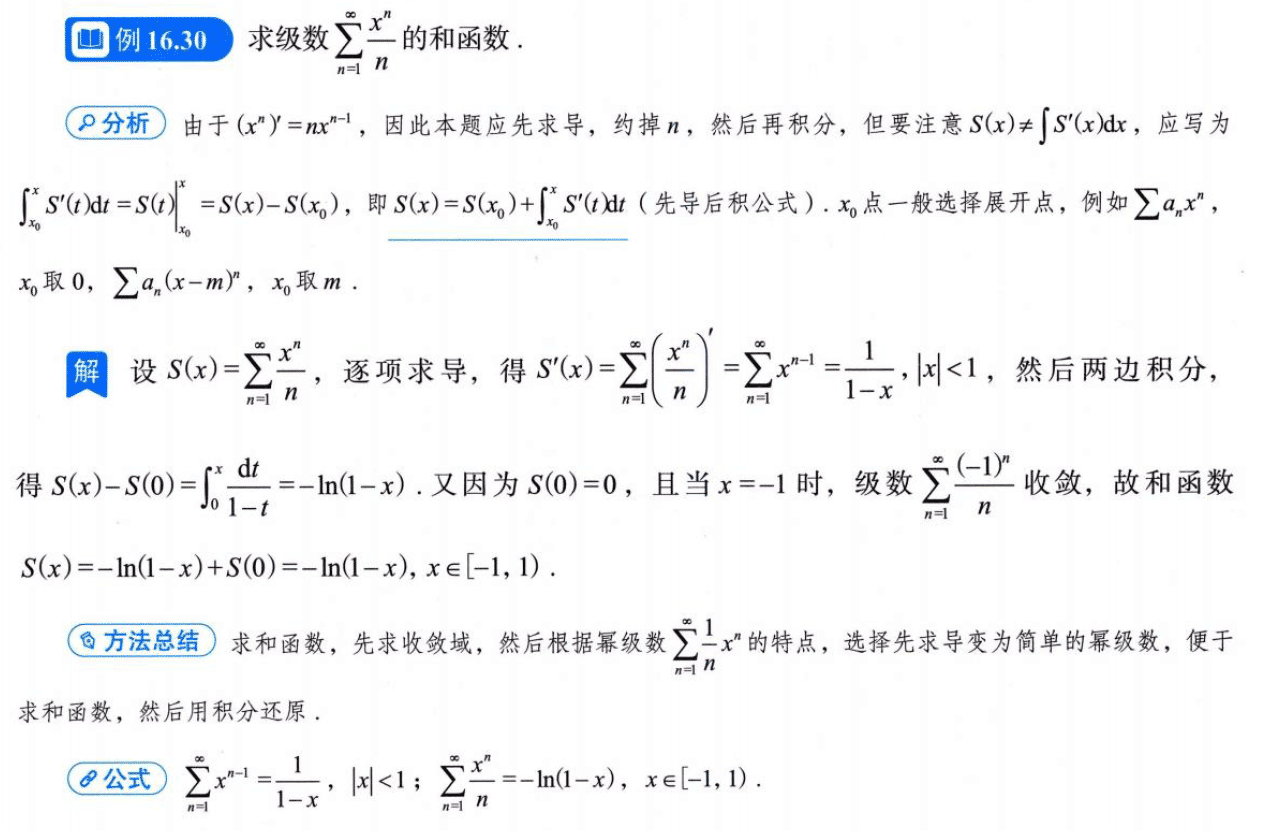 例 16.30 求级数 $\sum_{n=1}^{\infty}\frac{x^n}{n}$ 的和函数.
分析 由于 $(x^n)'=nx^{n-1}$, 因此本题应先求导, 约掉 $n$, 然后再积分, 但要注意 $S(x)\neq\int S'(x)\mathrm{d}x$, 应写为
$\int_{x_0}^{x}S'(t)\mathrm{d}t=S(t)\Big|_{x_0}^{x}=S(x)-S(x_0)$, 即 $S(x)=S(x_0)+\int_{x_0}^{x}S'(t)\mathrm{d}t$ (先导后积公式). $x_0$ 点一般选择展开点, 例如 $\sum a_nx^n$,
$x_0$ 取 0, $\sum a_n(x-m)^n$, $x_0$ 取 $m$.
解 设 $S(x)=\sum_{n=1}^{\infty}\frac{x^n}{n}$, 逐项求导, 得 $S'(x)=\sum_{n=1}^{\infty}\left(\frac{x^n}{n}\right)'=\sum_{n=1}^{\infty}x^{n-1}=\frac{1}{1-x},|x|<1$, 然后两边积分,
得 $S(x)-S(0)=\int_{0}^{x}\frac{\mathrm{d}t}{1-t}=-\ln(1-x)$. 又因为 $S(0)=0$, 且当 $x=-1$ 时, 级数 $\sum_{n=1}^{\infty}\frac{(-1)^n}{n}$ 收敛, 故和函数
$S(x)=-\ln(1-x)+S(0)=-\ln(1-x),x\in[-1,1)$.
方法总结 求和函数, 先求收敛域, 然后根据幂级数 $\sum_{n=1}^{\infty}\frac{1}{n}x^n$ 的特点, 选择先求导变为简单的幂级数, 便于
求和函数, 然后用积分还原.
公式 $\sum_{n=1}^{\infty}x^{n-1}=\frac{1}{1-x}$, $|x|<1$; $\sum_{n=1}^{\infty}\frac{x^n}{n}=-\ln(1-x)$, $x\in[-1,1)$.